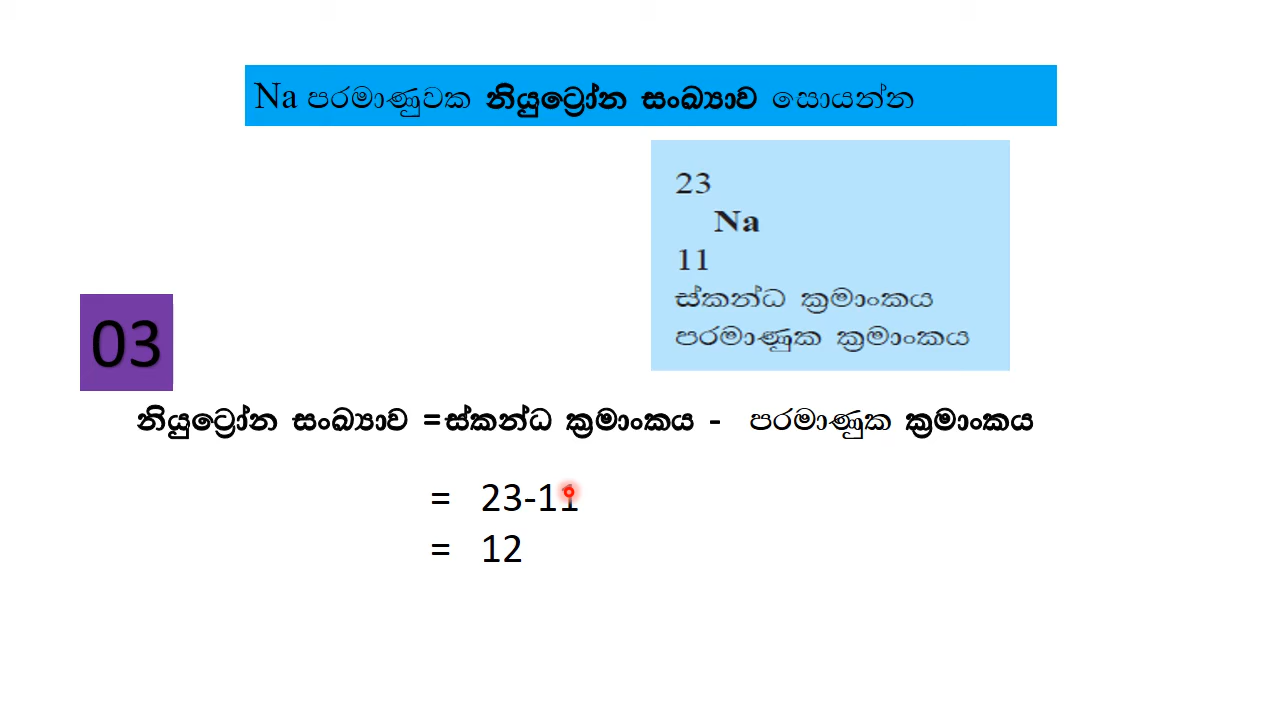 Na පරමාණුවක නියුට්‍රෝන සංඛ්‍යාව සොයන්න
23
Na
11
ස්කන්ධ ක්‍රමාංකය
පරමාණුක ක්‍රමාංකය
03
නියුට්‍රෝන සංඛ්‍යාව =ස්කන්ධ ක්‍රමාංකය - පරමාණුක ක්‍රමාංකය
= 23-11
= 12